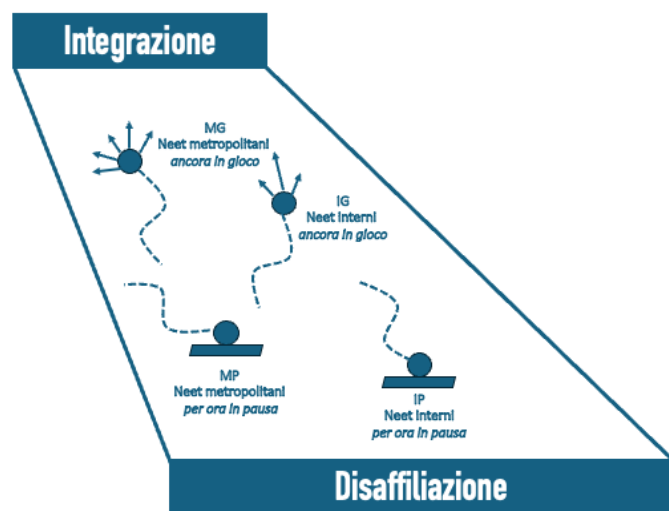 Integrazione
MG
Neet metropolitani
ancora in gioco
IG
Neet interni
ancora in gioco
MP
Neet metropolitani
per ora in pausa
IP
Neet interni
per ora in pausa
Disaffiliazione